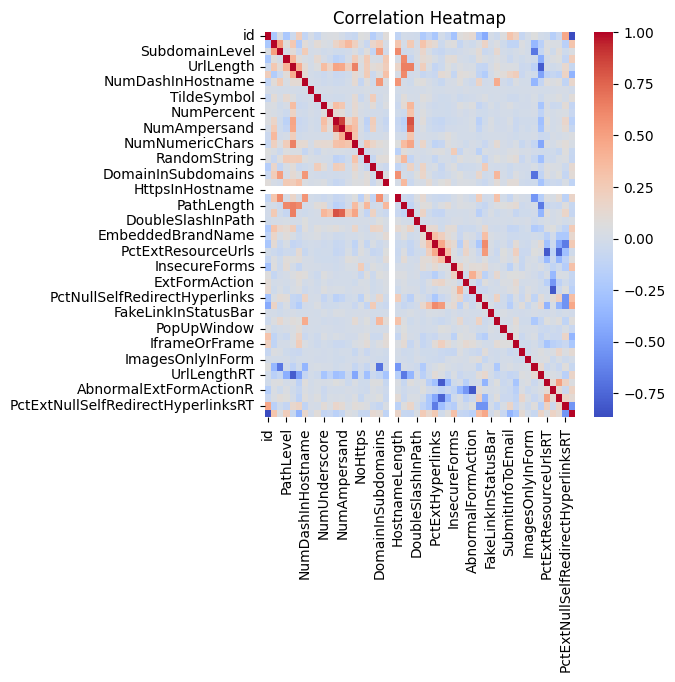 Correlation Heatmap
id
SubdomainLevel
UrlLength
NumDashInHostname
TildeSymbol
NumPercent
NumAmpersand
NumNumericChars
RandomString
DomainInSubdomains
HttpsInHostname
PathLength
DoubleSlashInPath
EmbeddedBrandName
PctExtResourceUrls
InsecureForms
ExtFormAction
PctNullSelfRedirectHyperlinks
FakeLinkInStatusBar
PopUpWindow
IframeOrFrame
ImagesOnlyInForm
UrlLengthRT
AbnormalExtFormActionR
PctExtNullSelfRedirectHyperlinksRT
id
PathLevel
NumDashInHostname
NumUnderscore
NumAmpersand
NoHttps
DomainInSubdomains
HostnameLength
DoubleSlashInPath
PctExtHyperlinks
InsecureForms
AbnormalFormAction
FakeLinkInStatusBar
SubmitInfoToEmail
ImagesOnlyInForm
PctExtResourceUrlsRT
PctExtNullSelfRedirectHyperlinksRT
1.00
0.75
0.50
0.25
0.00
−0.25
−0.50
−0.75